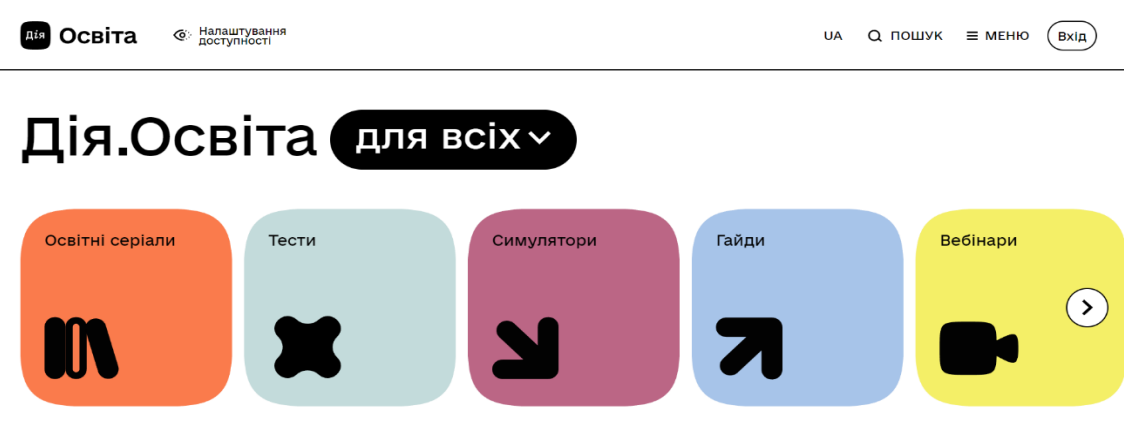 Дія Освіта
Налаштування
доступності
UA
ПОШУК
МЕНЮ
Вхід
Дія.Освіта для всіх
Освітні серіали
Тести
Симулятори
Гайди
Вебінари